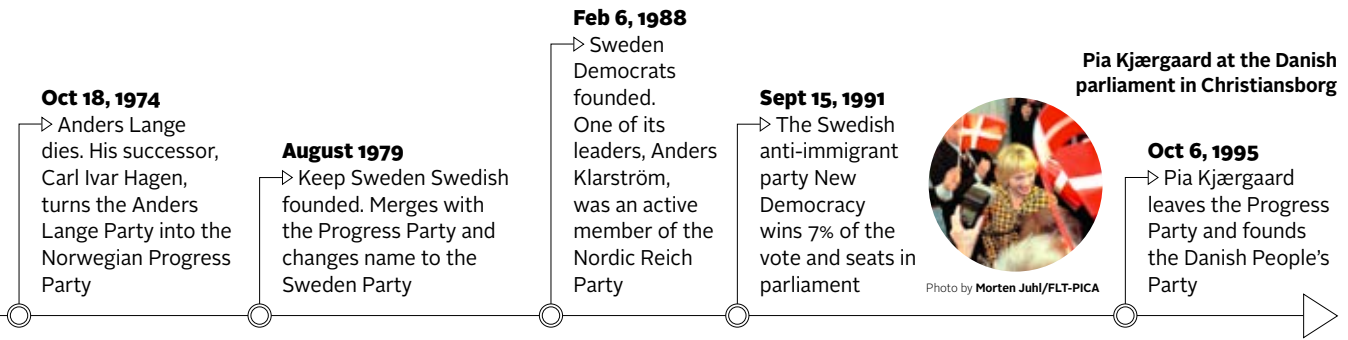 Oct 18, 1974
Anders Lange
dies. His successor,
Carl Ivar Hagen,
turns the Anders
Lange Party into the
Norwegian Progress
Party
August 1979
Keep Sweden Swedish
founded. Merges with
the Progress Party and
changes name to the
Sweden Party
Feb 6, 1988
Sweden
Democrats
founded.
One of its
leaders, Anders
Klarström,
was an active
member of the
Nordic Reich
Party
Sept 15, 1991
The Swedish
anti-immigrant
party New
Democracy
wins 7% of the
vote and seats in
parliament
Pia Kjærgaard at the Danish
parliament in Christiansborg
Photo by Morten Juhl/FLT-PICA
Oct 6, 1995
Pia Kjærgaard
leaves the Progress
Party and founds
the Danish People’s
Party